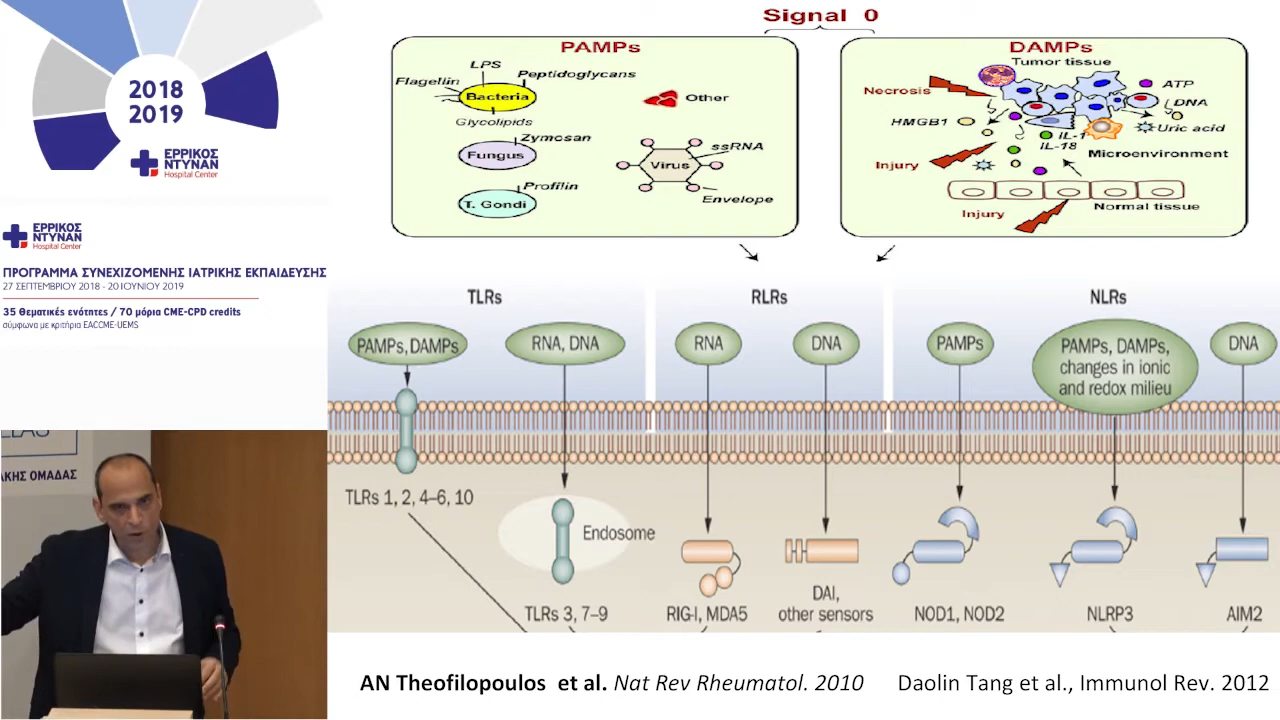 2018
2019
ΕΡΡΙΚΟΣ
ΝΤΥΝΑΝ
Hospital Center
ΕΡΡΙΚΟΣ
ΝΤΥΝΑΝ
Hospital Center
ΠΡΟΓΡΑΜΜΑ ΣΥΝΕΧΙΖΟΜΕΝΗΣ ΙΑΤΡΙΚΗΣ ΕΚΠΑΙΔΕΥΣΗΣ
27 ΣΕΠΤΕΜΒΡΙΟΥ 2018 - 20 ΙΟΥΝΙΟΥ 2019
35 Θεματικές ενότητες / 70 μόρια CME-CPD credits
σύμφωνα με κριτήρια EACCME-UEMS
ΑΚΗΣ ΟΜΑΔΑΣ
Signal 0
PAMPs
LPS
Flagellin
Peptidoglycans
Bacteria
Glycolipids
Other
Zymosan
Fungus
ssRNA
Virus
Profilin
Envelope
T. Gondi
DAMPs
Tumor tissue
Necrosis
ATP
DNA
HMGB1
IL-1
Uric acid
IL-18
Microenvironment
Injury
Normal tissue
Injury
TLRs
RLRs
NLRs
PAMPs, DAMPs
RNA, DNA
RNA
DNA
PAMPs
PAMPs, DAMPs,
changes in ionic
and redox milieu
DNA
TLRs 1, 2, 4–6, 10
Endosome
TLRs 3, 7–9
RIG-I, MDA5
DAI,
other sensors
NOD1, NOD2
NLRP3
AIM2
AN Theofilopoulos et al. Nat Rev Rheumatol. 2010
Daolin Tang et al., Immunol Rev. 2012